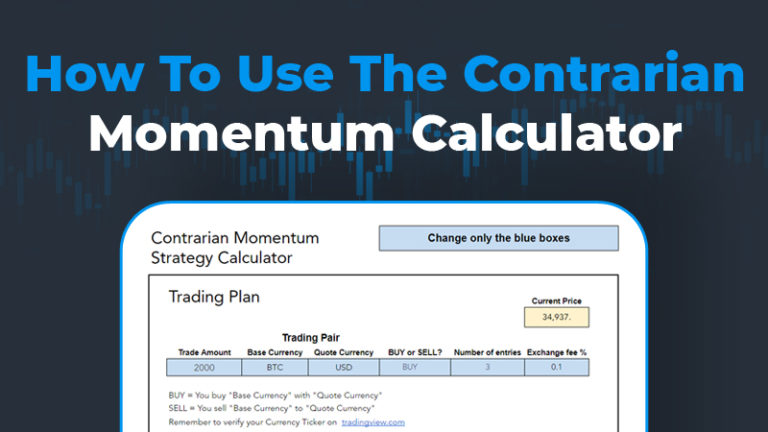 How To Use The Contrarian
Momentum Calculator
Contrarian Momentum
Strategy Calculator
Change only the blue boxes
Trading Plan
Current Price
34,937.
Trading Pair
Trade Amount Base Currency Quote Currency BUY or SELL? Number of entries Exchange fee %
2000 BTC USD BUY 3 0.1
BUY = You buy "Base Currency" with "Quote Currency"
SELL = You sell "Base Currency" to "Quote Currency"
Remember to verify your Currency Ticker on tradingview.com